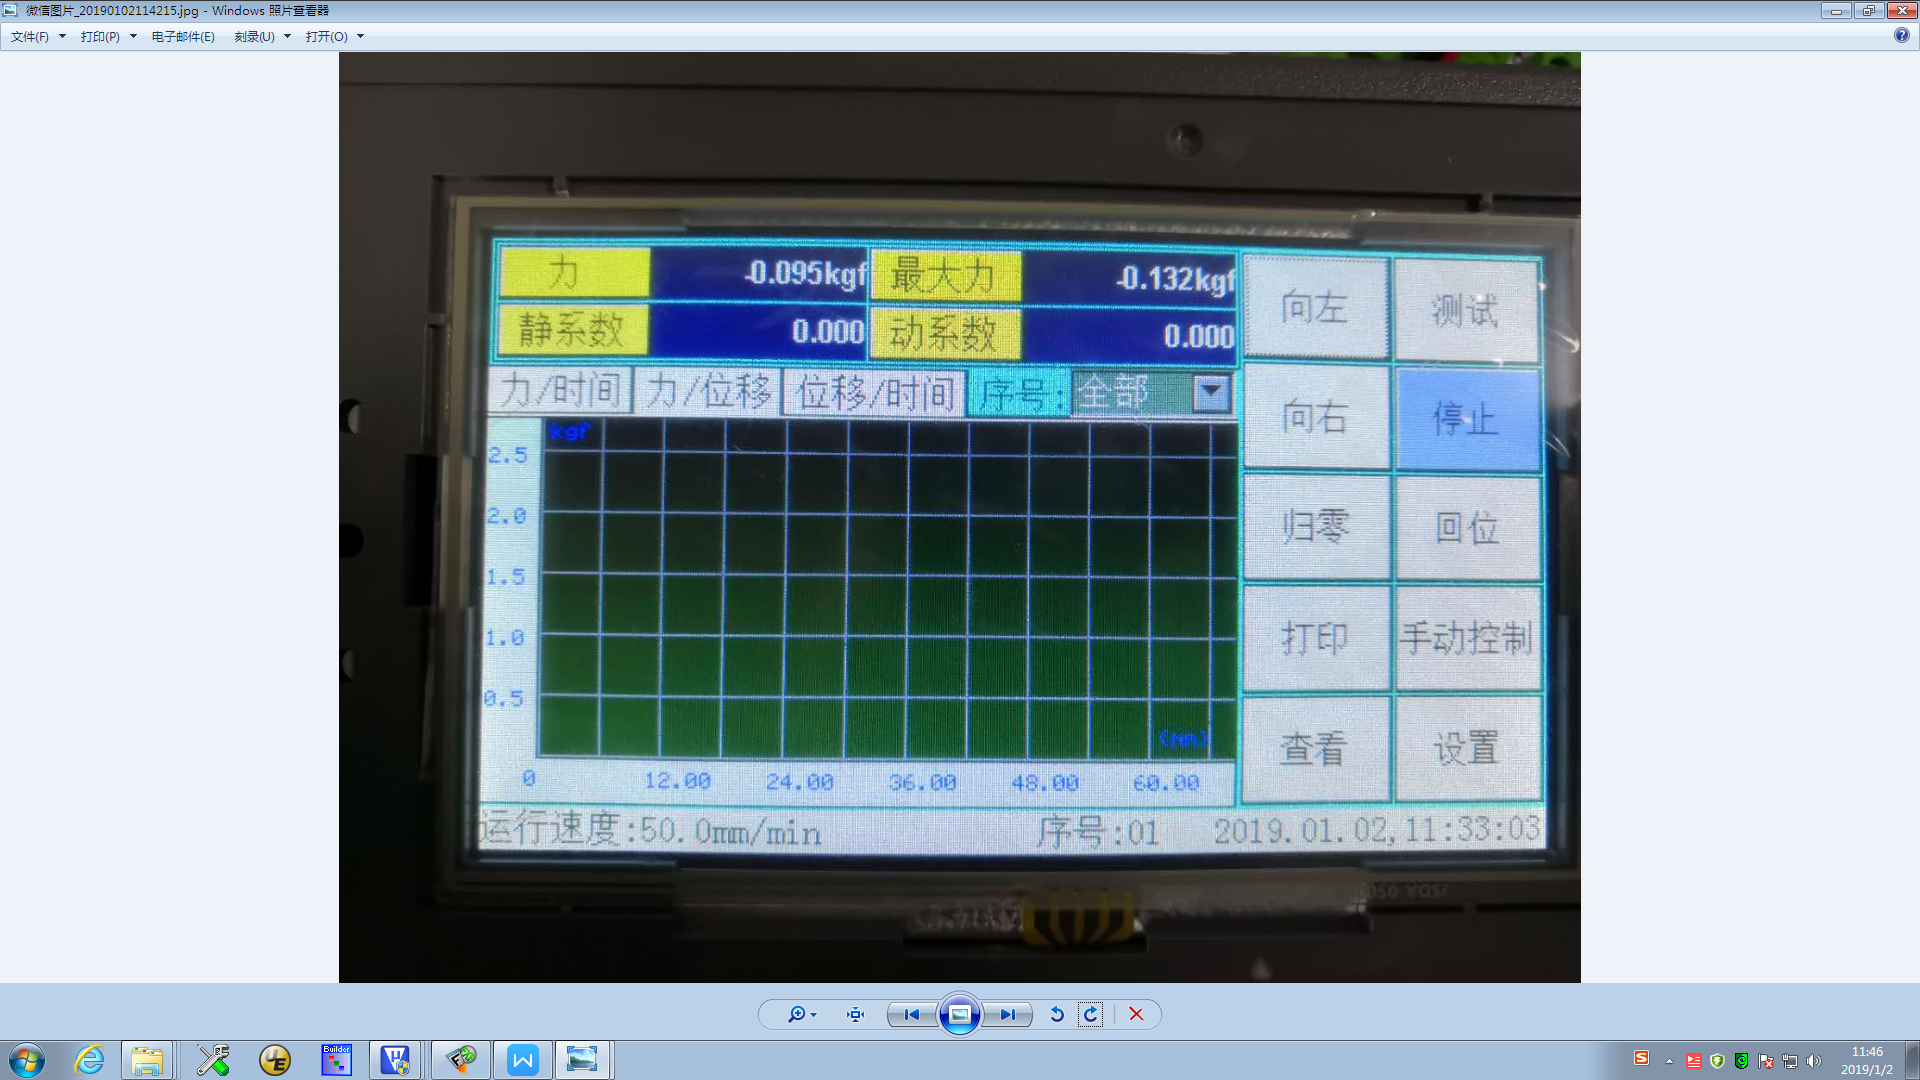 微信图片_20190102114215.jpg - Windows 照片查看器
文件(F) 打印(P) 电子邮件(E) 刻录(U) 打开(O)
力 -0.095kgf 最大力 -0.132kgf
静系数 0.000 动系数 0.000
力/时间 力/位移 位移/时间 序号: 全部
向左 测试
向右 停止
归零 回位
打印 手动控制
查看 设置
kgf
2.5
2.0
1.5
1.0
0.5
(mm)
0 12.00 24.00 36.00 48.00 60.00
运行速度:50.0mm/min 序号:01 2019.01.02,11:33:03
Builder
11:46
2019/1/2